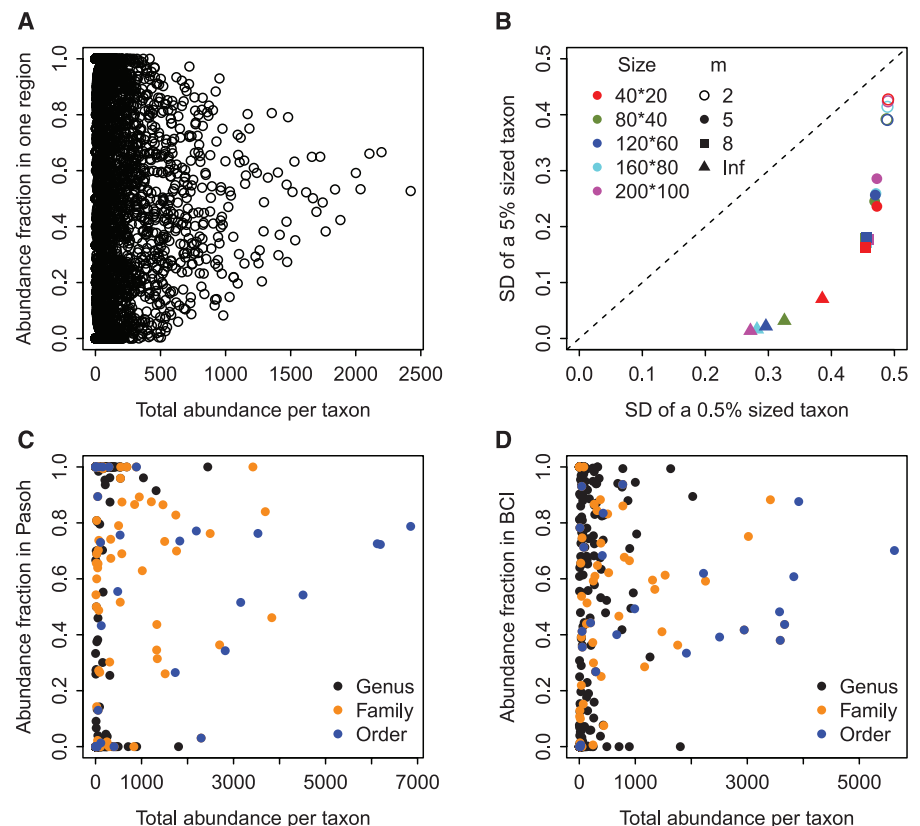 A
Abundance fraction in one region
0.0 0.2 0.4 0.6 0.8 1.0
0 500 1000 1500 2000 2500
Total abundance per taxon
B
SD of a 5% sized taxon
0.0 0.1 0.2 0.3 0.4 0.5
0.0 0.1 0.2 0.3 0.4 0.5
SD of a 0.5% sized taxon
Size m
40*20 2
80*40 5
120*60 8
160*80 Inf
200*100
C
Abundance fraction in Pasoh
0.0 0.2 0.4 0.6 0.8 1.0
Genus
Family
Order
0 1000 3000 5000 7000
Total abundance per taxon
D
Abundance fraction in BCI
0.0 0.2 0.4 0.6 0.8 1.0
Genus
Family
Order
0 1000 3000 5000
Total abundance per taxon